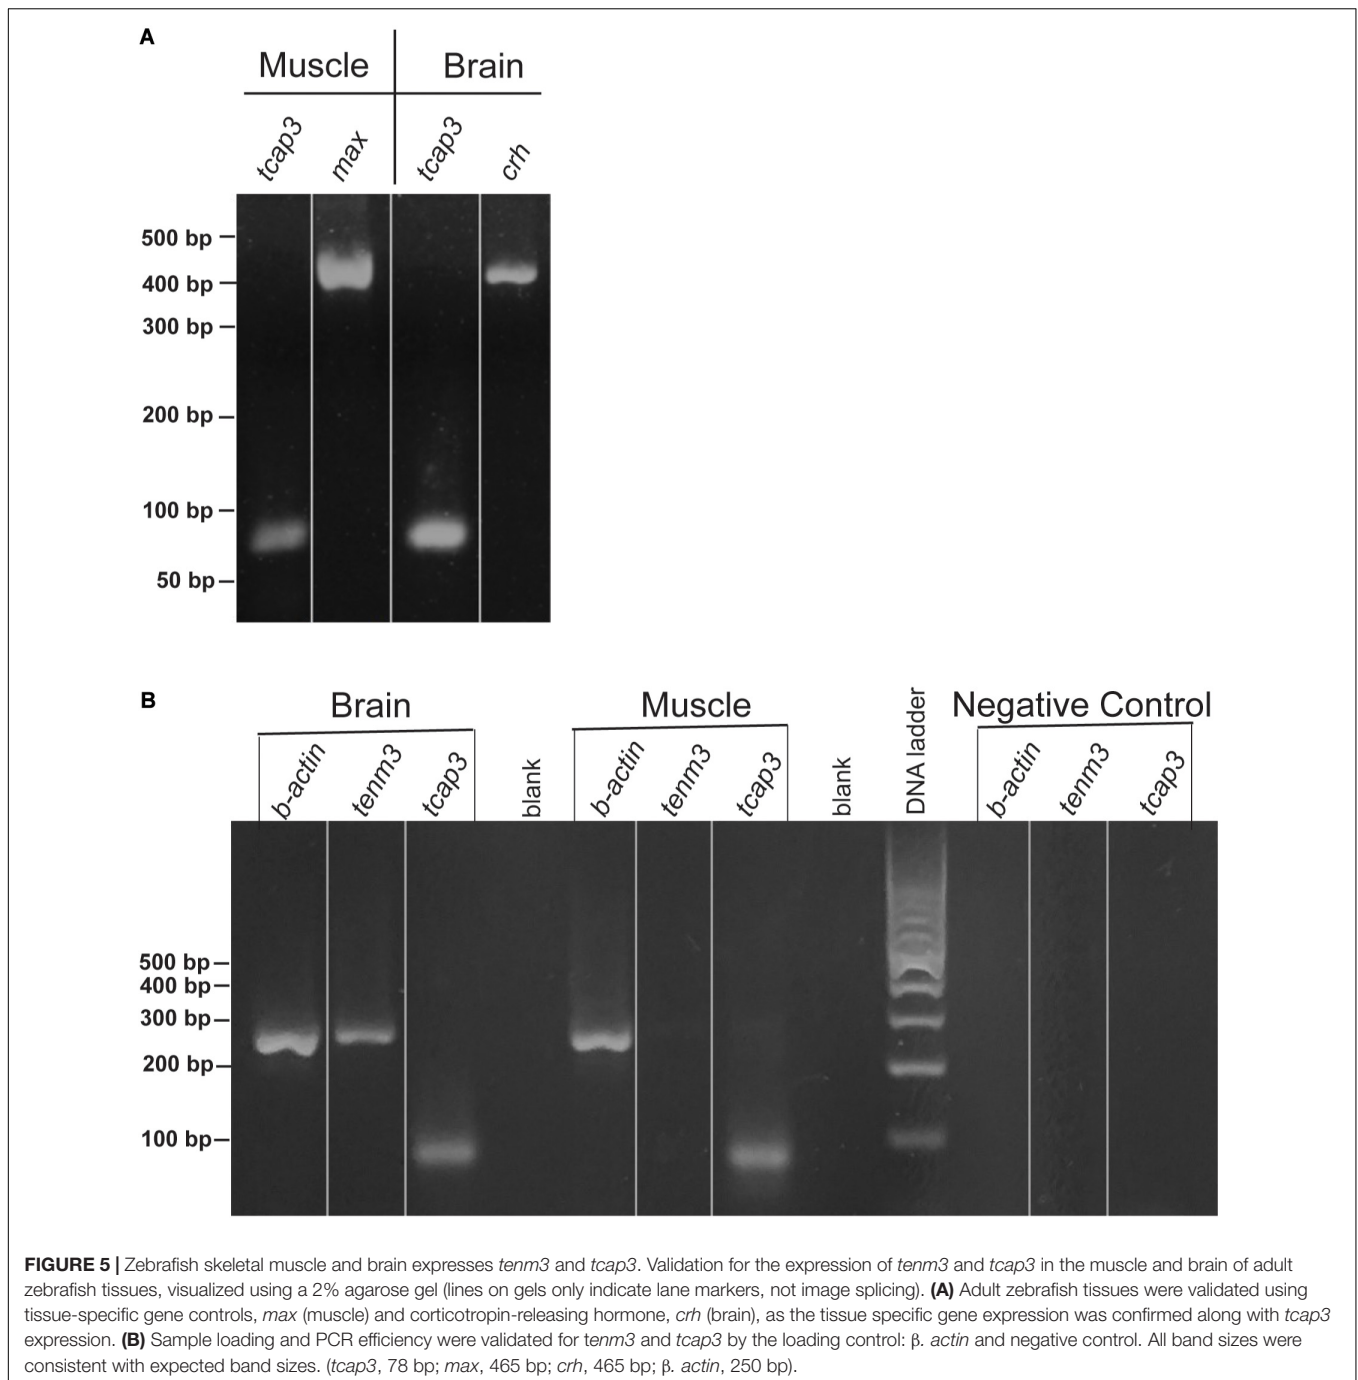 A
Muscle Brain
tcap3 max tcap3 crh
500 bp
400 bp
300 bp
200 bp
100 bp
50 bp
B
Brain Muscle Negative Control
b-actin tenm3 tcap3 blank b-actin tenm3 tcap3 blank DNA ladder b-actin tenm3 tcap3
500 bp
400 bp
300 bp
200 bp
100 bp
FIGURE 5 | Zebrafish skeletal muscle and brain expresses tenm3 and tcap3. Validation for the expression of tenm3 and tcap3 in the muscle and brain of adult
zebrafish tissues, visualized using a 2% agarose gel (lines on gels only indicate lane markers, not image splicing). (A) Adult zebrafish tissues were validated using
tissue-specific gene controls, max (muscle) and corticotropin-releasing hormone, crh (brain), as the tissue specific gene expression was confirmed along with tcap3
expression. (B) Sample loading and PCR efficiency were validated for tenm3 and tcap3 by the loading control: β. actin and negative control. All band sizes were
consistent with expected band sizes. (tcap3, 78 bp; max, 465 bp; crh, 465 bp; β. actin, 250 bp).